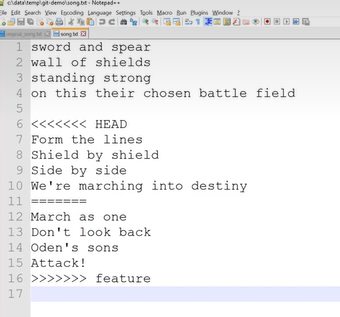 c:\data\temp\git-demo\song.txt - Notepad++
File Edit Search View Encoding Language Settings Tools Macro Run Plugins Window ?
original_song.txt song.txt
1 sword and spear
2 wall of shields
3 standing strong
4 on this their chosen battle field
5
6 <<<<<<< HEAD
7 Form the lines
8 Shield by shield
9 Side by side
10 We're marching into destiny
11 =======
12 March as one
13 Don't look back
14 Oden's sons
15 Attack!
16 >>>>>>> feature
17